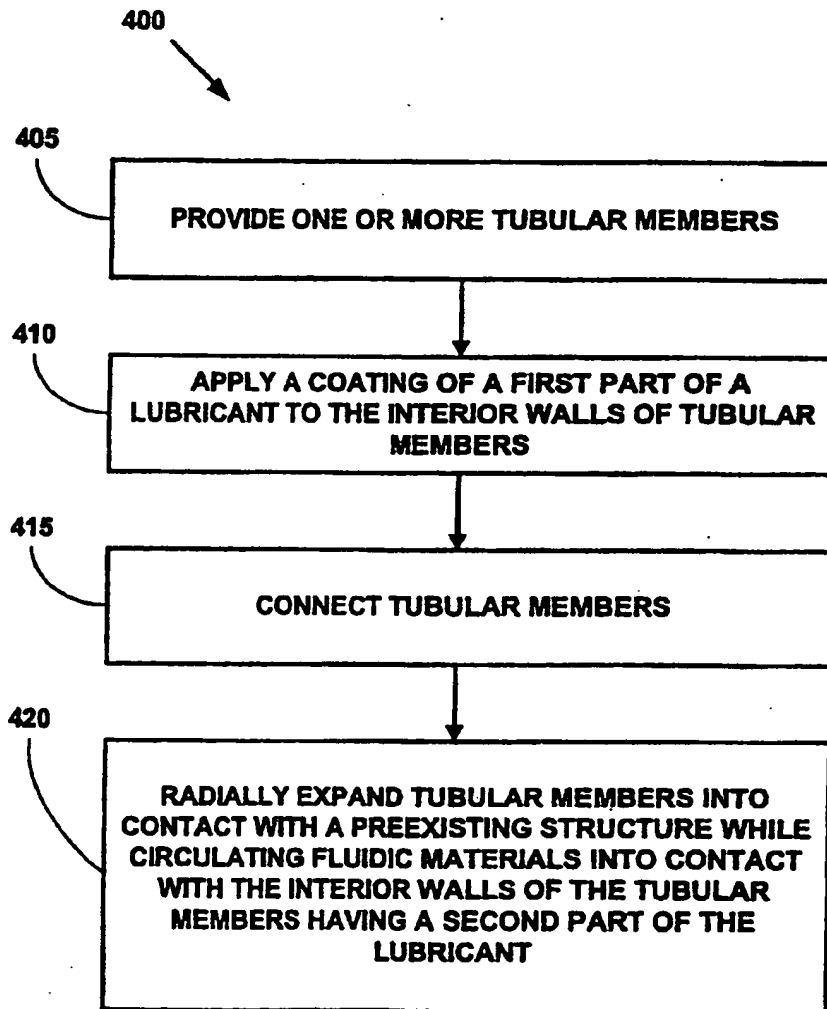 400
405
PROVIDE ONE OR MORE TUBULAR MEMBERS
410
APPLY A COATING OF A FIRST PART OF A
LUBRICANT TO THE INTERIOR WALLS OF TUBULAR
MEMBERS
415
CONNECT TUBULAR MEMBERS
420
RADIALLY EXPAND TUBULAR MEMBERS INTO
CONTACT WITH A PREEXISTING STRUCTURE WHILE
CIRCULATING FLUIDIC MATERIALS INTO CONTACT
WITH THE INTERIOR WALLS OF THE TUBULAR
MEMBERS HAVING A SECOND PART OF THE
LUBRICANT